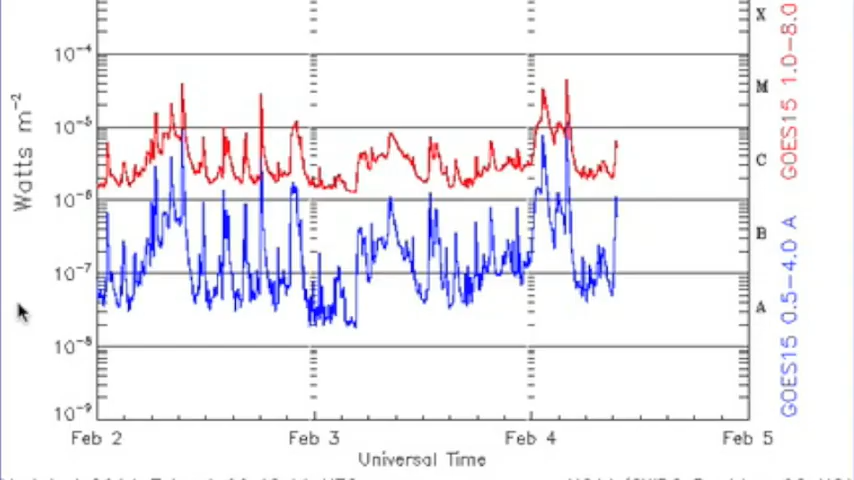 X
10-4
M
10-5
C
10-6
B
10-7
A
10-8
10-9
Watts m-2
GOES15 1.0-8.0
GOES15 0.5-4.0 A
Feb 2
Feb 3
Feb 4
Feb 5
Universal Time